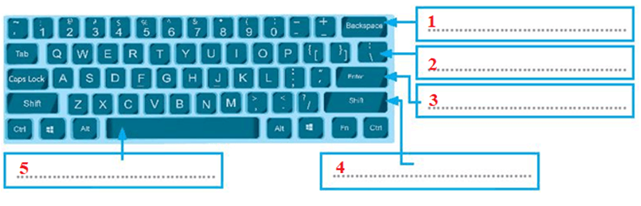 ~ ` ! 1 @ 2 # 3 $ 4 % 5 ^ 6 & 7 * 8 ( 9 ) 0 _ - + = Backspace 1 ........
Tab Q W E R T Y U I O P { [ } ] | \ 2 ........
Caps Lock A S D F G H J K L : ; " ' Enter 3 ........
Shift Z X C V B N M > . < , ? / Shift
Ctrl Alt Alt Fn Ctrl
5 ........ 4 ........